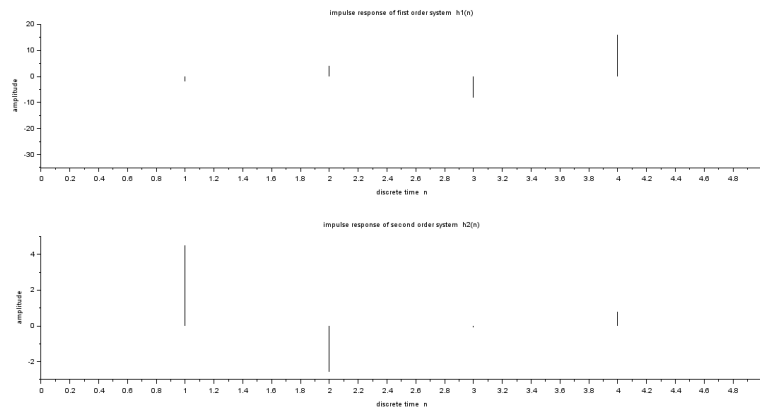 impulse response of first order system h1(n)
20
10
0
-10
-20
-30
amplitude
0 0.2 0.4 0.6 0.8 1 1.2 1.4 1.6 1.8 2 2.2 2.4 2.6 2.8 3 3.2 3.4 3.6 3.8 4 4.2 4.4 4.6 4.8
discrete time n
impulse response of second order system h2(n)
4
2
0
-2
amplitude
0 0.2 0.4 0.6 0.8 1 1.2 1.4 1.6 1.8 2 2.2 2.4 2.6 2.8 3 3.2 3.4 3.6 3.8 4 4.2 4.4 4.6 4.8
discrete time n